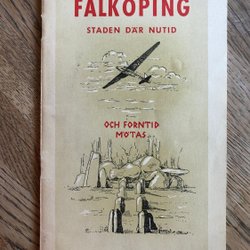 FALKÖPING
STADEN DÄR NUTID
OCH FORNTID
MÖTAS